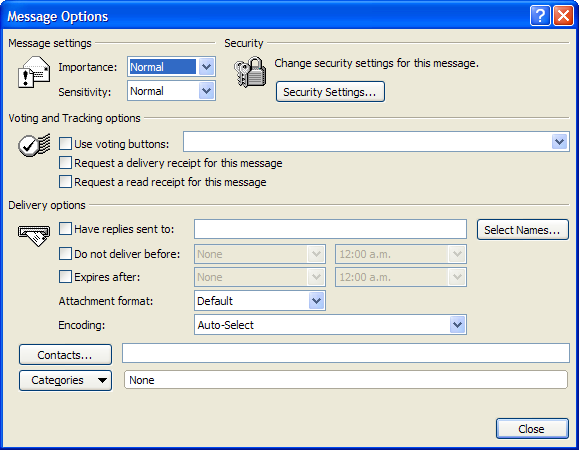 Message Options
Message settings Security
Importance: Normal Change security settings for this message.
Sensitivity: Normal Security Settings...
Voting and Tracking options
Use voting buttons:
Request a delivery receipt for this message
Request a read receipt for this message
Delivery options
Have replies sent to: Select Names...
Do not deliver before: None 12:00 a.m.
Expires after: None 12:00 a.m.
Attachment format: Default
Encoding: Auto-Select
Contacts...
Categories None
Close